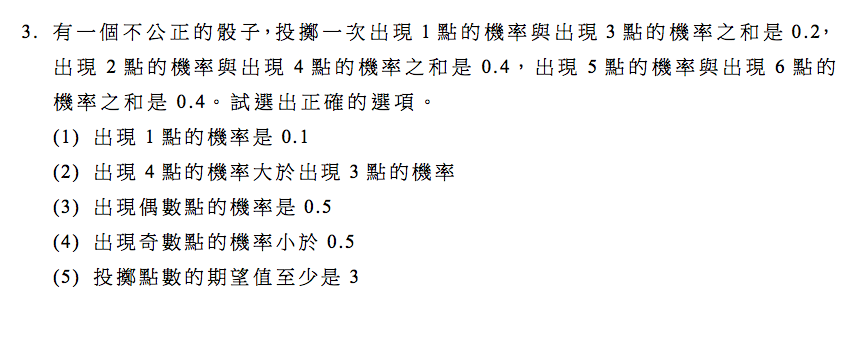 3. 有一個不公正的骰子，投擲一次出現 1 點的機率與出現 3 點的機率之和是 0.2，
出現 2 點的機率與出現 4 點的機率之和是 0.4，出現 5 點的機率與出現 6 點的
機率之和是 0.4。試選出正確的選項。
(1) 出現 1 點的機率是 0.1
(2) 出現 4 點的機率大於出現 3 點的機率
(3) 出現偶數點的機率是 0.5
(4) 出現奇數點的機率小於 0.5
(5) 投擲點數的期望值至少是 3